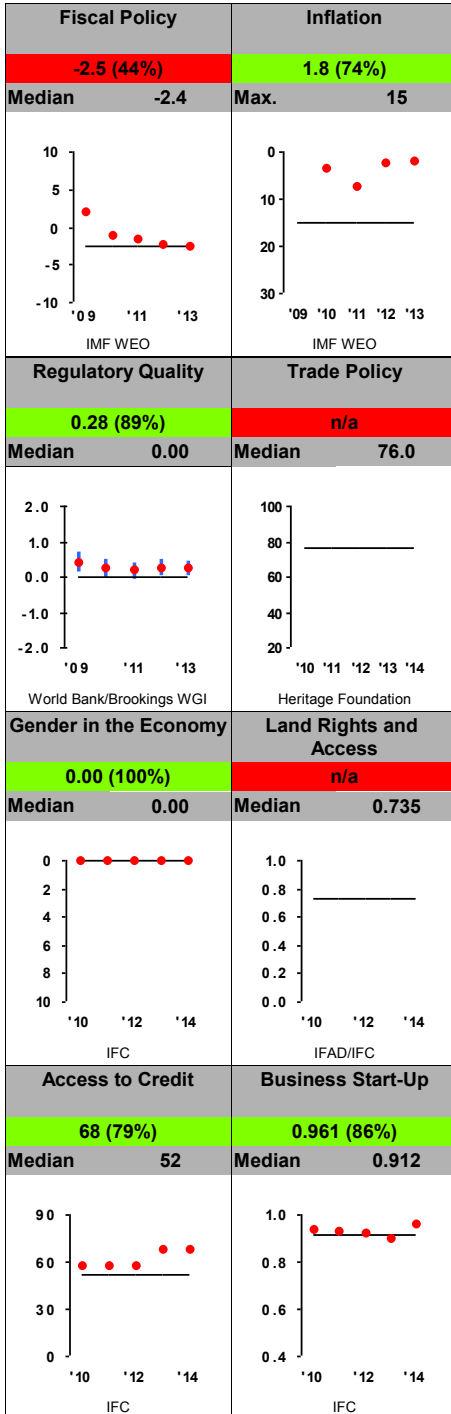 Fiscal Policy
-2.5 (44%)
Median -2.4
10
5
0
-5
-10
'09 '11 '13
IMF WEO
Inflation
1.8 (74%)
Max. 15
0
10
20
30
'09 '10 '11 '12 '13
IMF WEO
Regulatory Quality
0.28 (89%)
Median 0.00
2.0
1.0
0.0
-1.0
-2.0
'09 '11 '13
World Bank/Brookings WGI
Trade Policy
n/a
Median 76.0
100
80
60
40
20
'10 '11 '12 '13 '14
Heritage Foundation
Gender in the Economy
0.00 (100%)
Median 0.00
0
2
4
6
8
10
'10 '12 '14
IFC
Land Rights and
Access
n/a
Median 0.735
1.0
0.8
0.6
0.4
0.2
0.0
'10 '12 '14
IFAD/IFC
Access to Credit
68 (79%)
Median 52
90
60
30
0
'10 '12 '14
IFC
Business Start-Up
0.961 (86%)
Median 0.912
1.0
0.8
0.6
0.4
'10 '12 '14
IFC